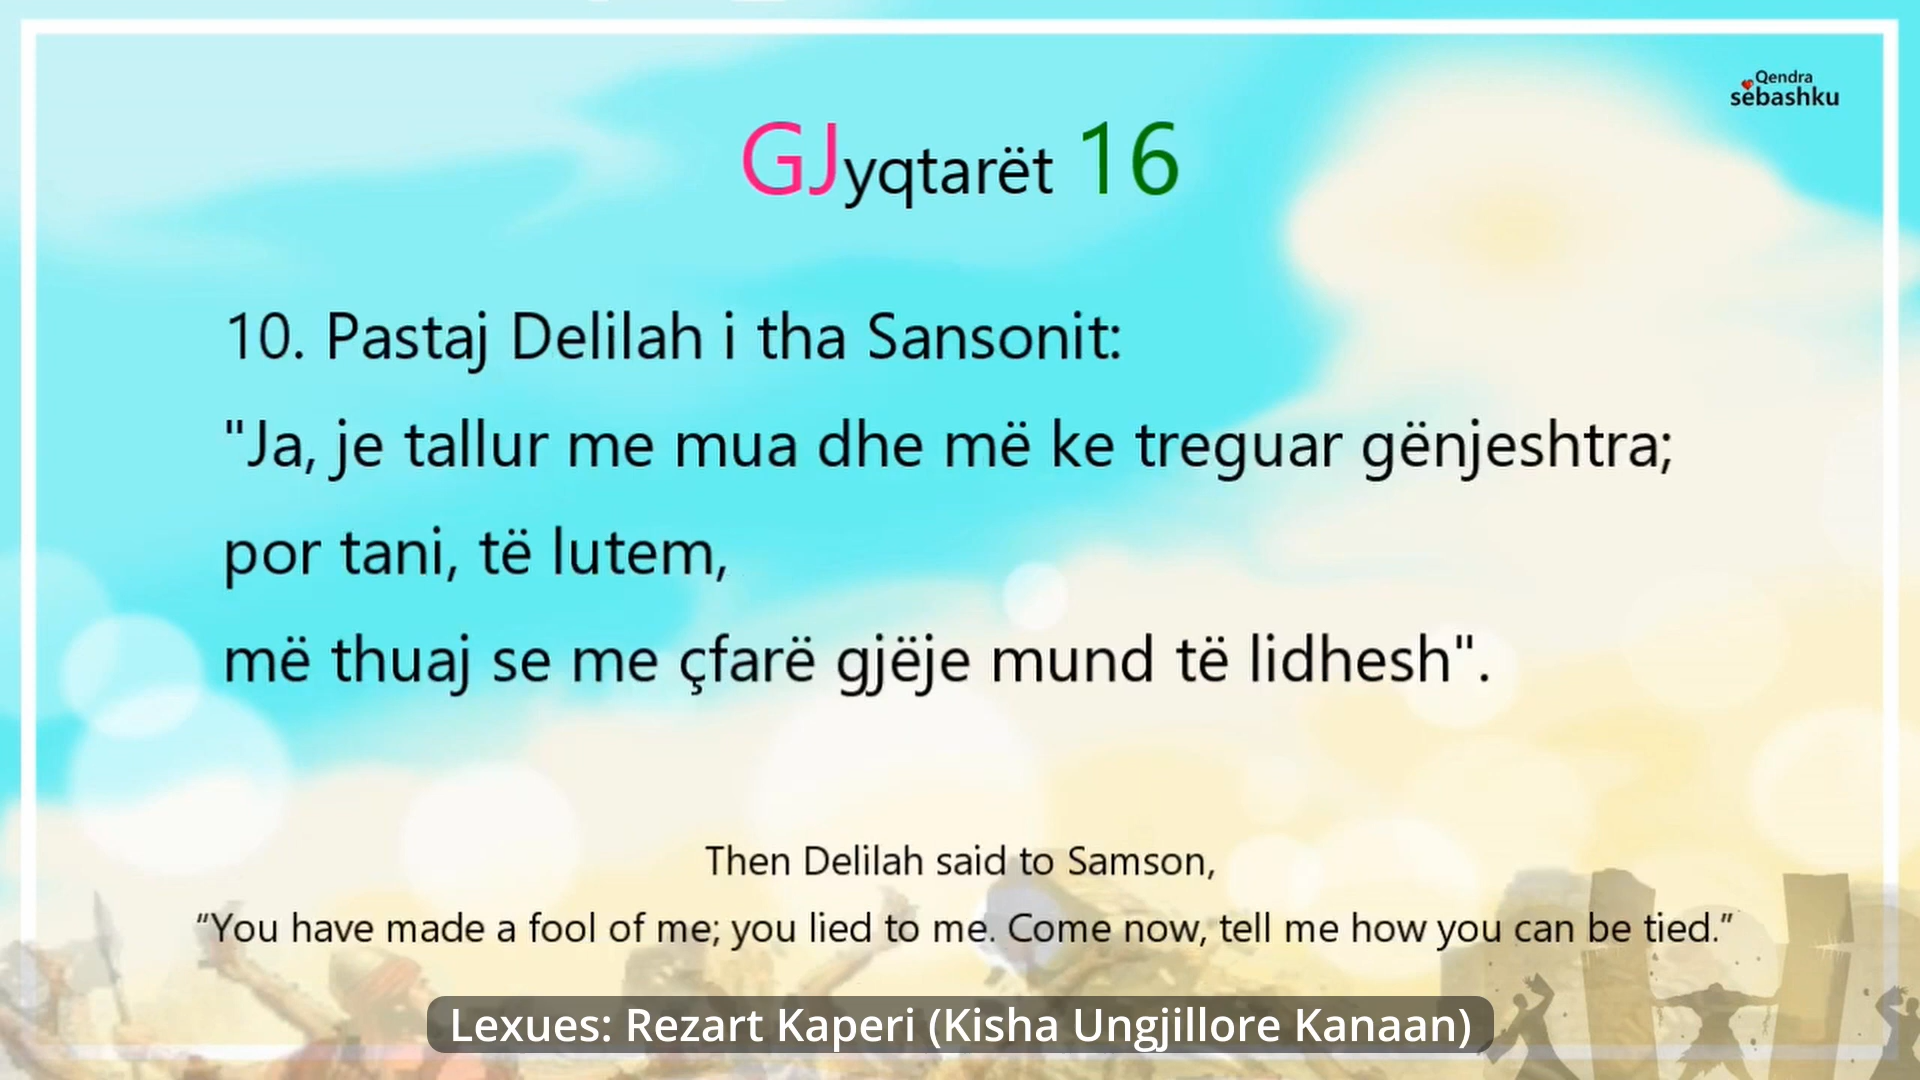 Qendra
sëbashku
GJyqtarët 16
10. Pastaj Delilah i tha Sansonit:
"Ja, je tallur me mua dhe më ke treguar gënjeshtra;
por tani, të lutem,
më thuaj se me çfarë gjëje mund të lidhesh".
Then Delilah said to Samson,
“You have made a fool of me; you lied to me. Come now, tell me how you can be tied.”
Lexues: Rezart Kaperi (Kisha Ungjillore Kanaan)